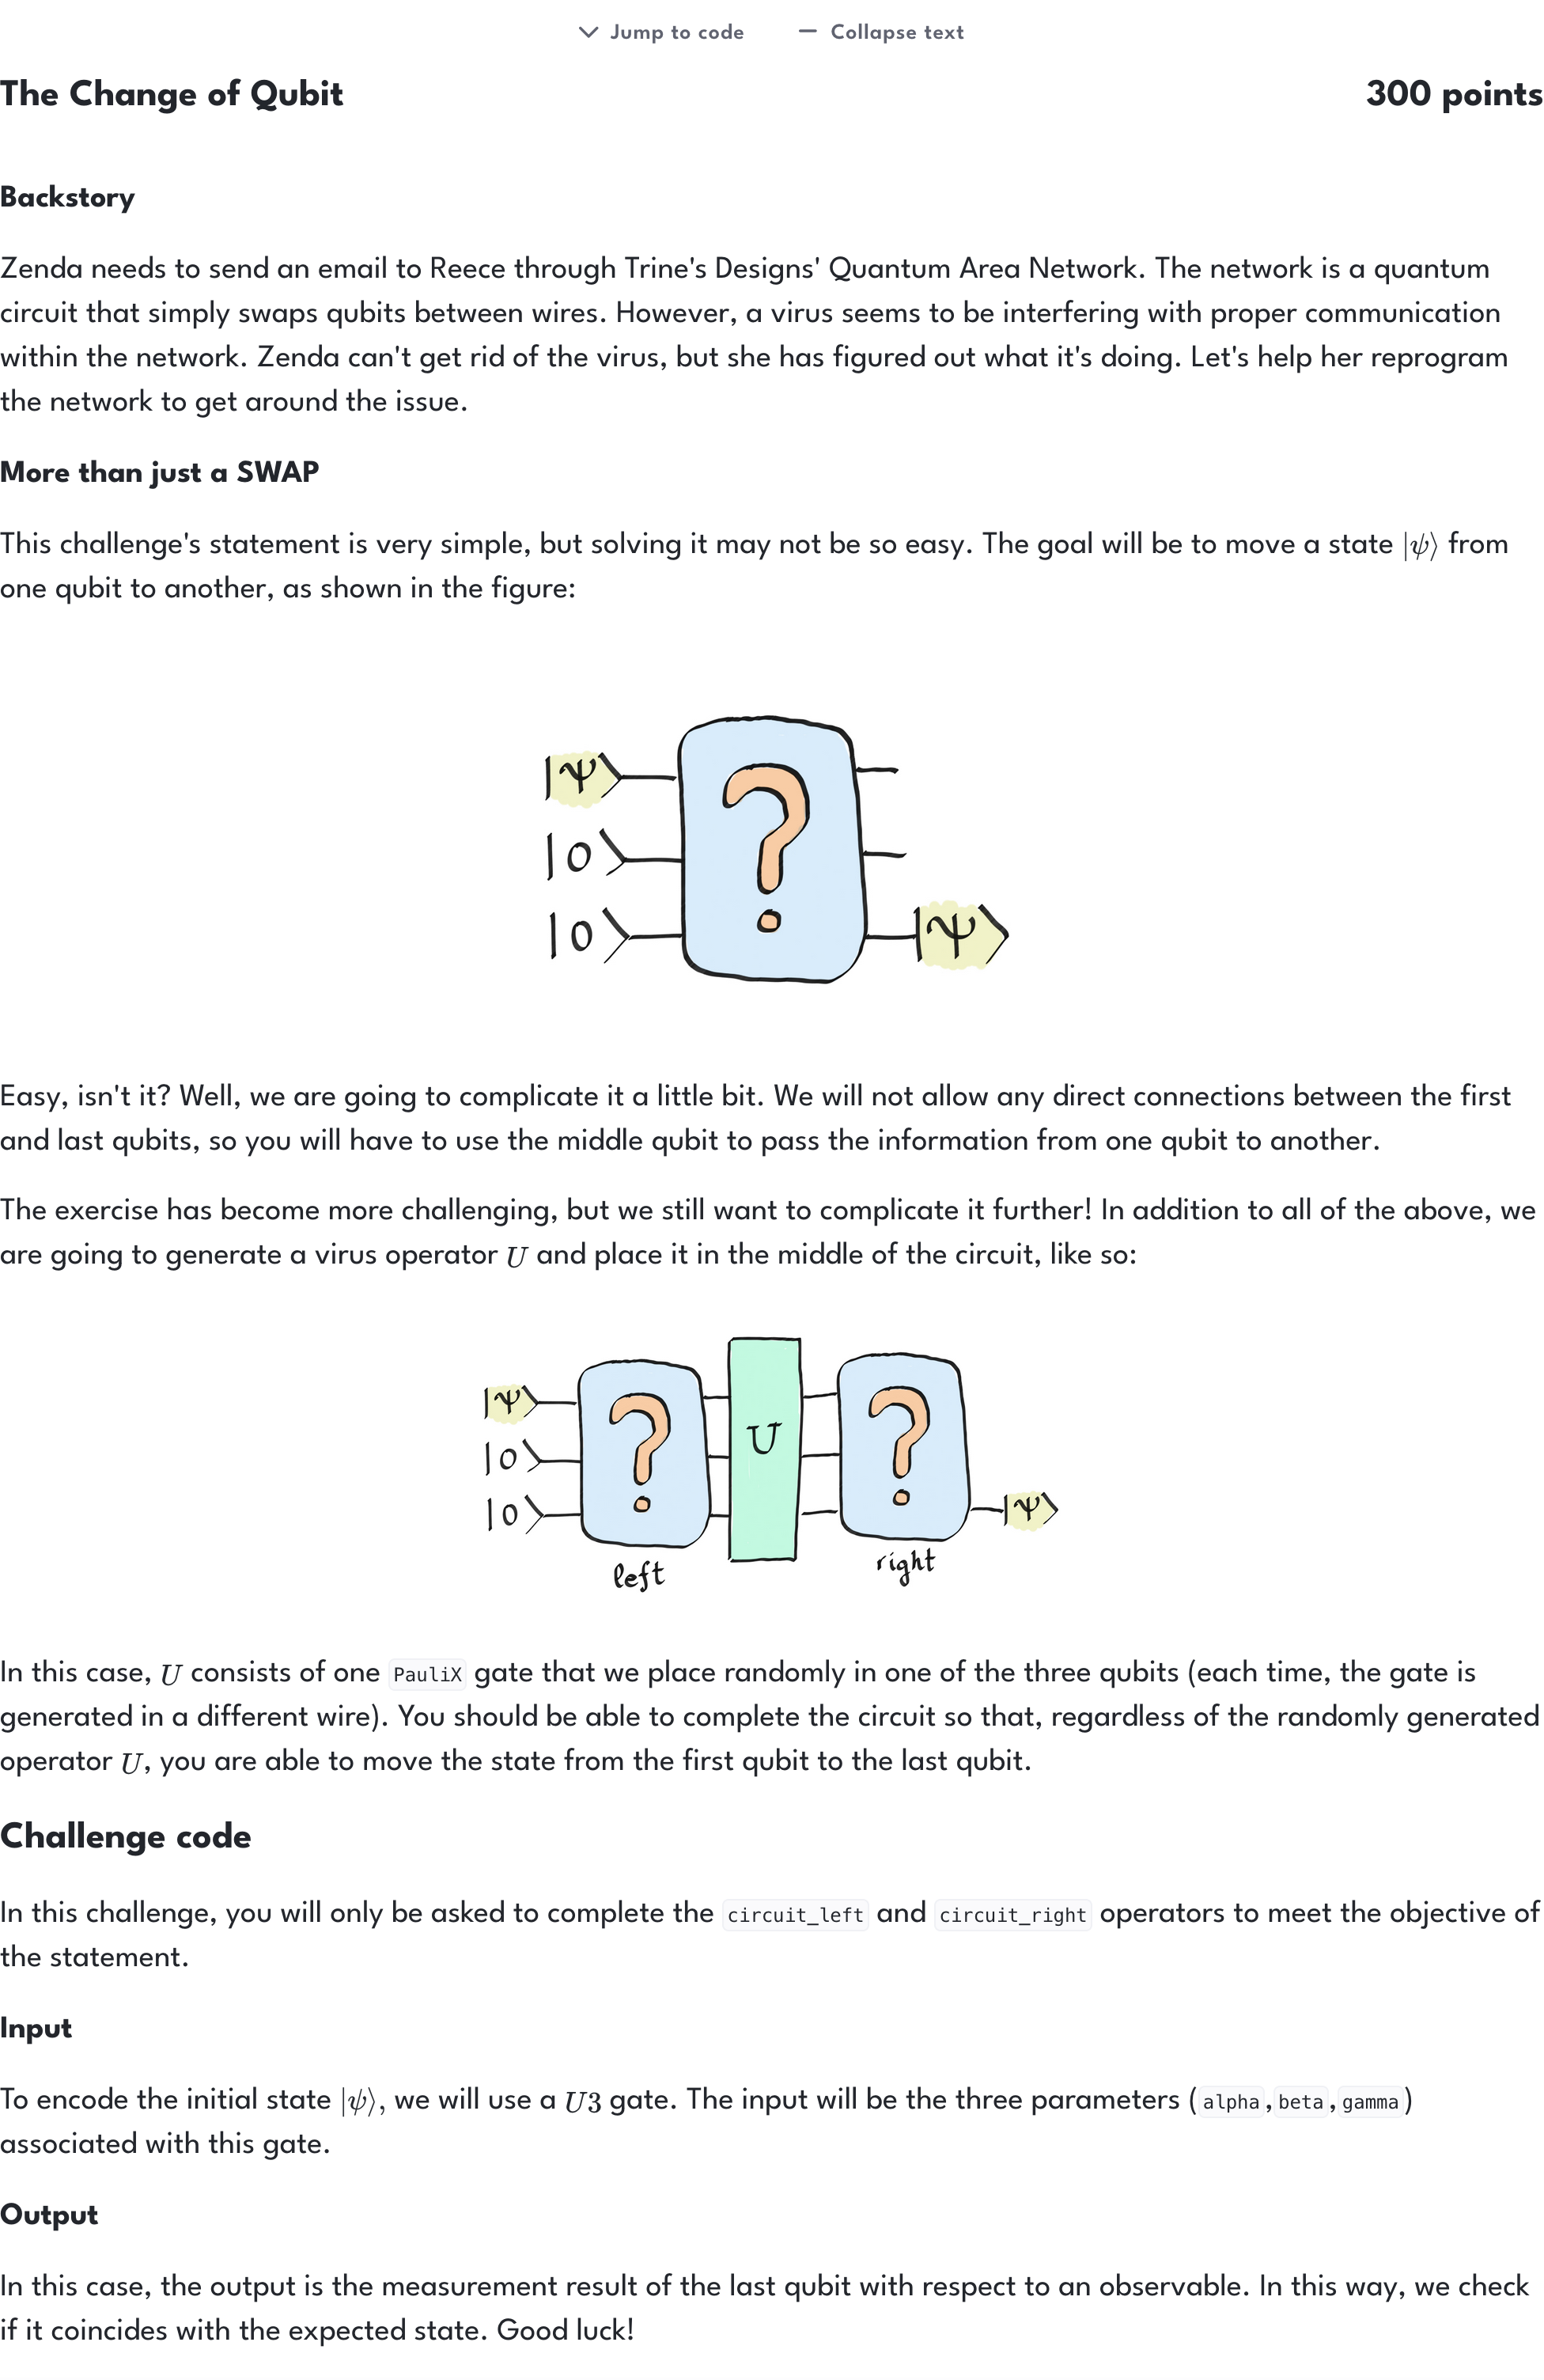 Jump to code — Collapse text
The Change of Qubit 300 points
Backstory
Zenda needs to send an email to Reece through Trine's Designs' Quantum Area Network. The network is a quantum
circuit that simply swaps qubits between wires. However, a virus seems to be interfering with proper communication
within the network. Zenda can't get rid of the virus, but she has figured out what it's doing. Let's help her reprogram
the network to get around the issue.
More than just a SWAP
This challenge's statement is very simple, but solving it may not be so easy. The goal will be to move a state |ψ⟩ from
one qubit to another, as shown in the figure:
|ψ⟩
?
|0⟩
|0⟩
|ψ⟩
Easy, isn't it? Well, we are going to complicate it a little bit. We will not allow any direct connections between the first
and last qubits, so you will have to use the middle qubit to pass the information from one qubit to another.
The exercise has become more challenging, but we still want to complicate it further! In addition to all of the above, we
are going to generate a virus operator U and place it in the middle of the circuit, like so:
|ψ⟩
|0⟩
|0⟩
?
left
U
?
right
|ψ⟩
In this case, U consists of one PauliX gate that we place randomly in one of the three qubits (each time, the gate is
generated in a different wire). You should be able to complete the circuit so that, regardless of the randomly generated
operator U, you are able to move the state from the first qubit to the last qubit.
Challenge code
In this challenge, you will only be asked to complete the circuit_left and circuit_right operators to meet the objective of
the statement.
Input
To encode the initial state |ψ⟩, we will use a U3 gate. The input will be the three parameters (alpha,beta,gamma)
associated with this gate.
Output
In this case, the output is the measurement result of the last qubit with respect to an observable. In this way, we check
if it coincides with the expected state. Good luck!